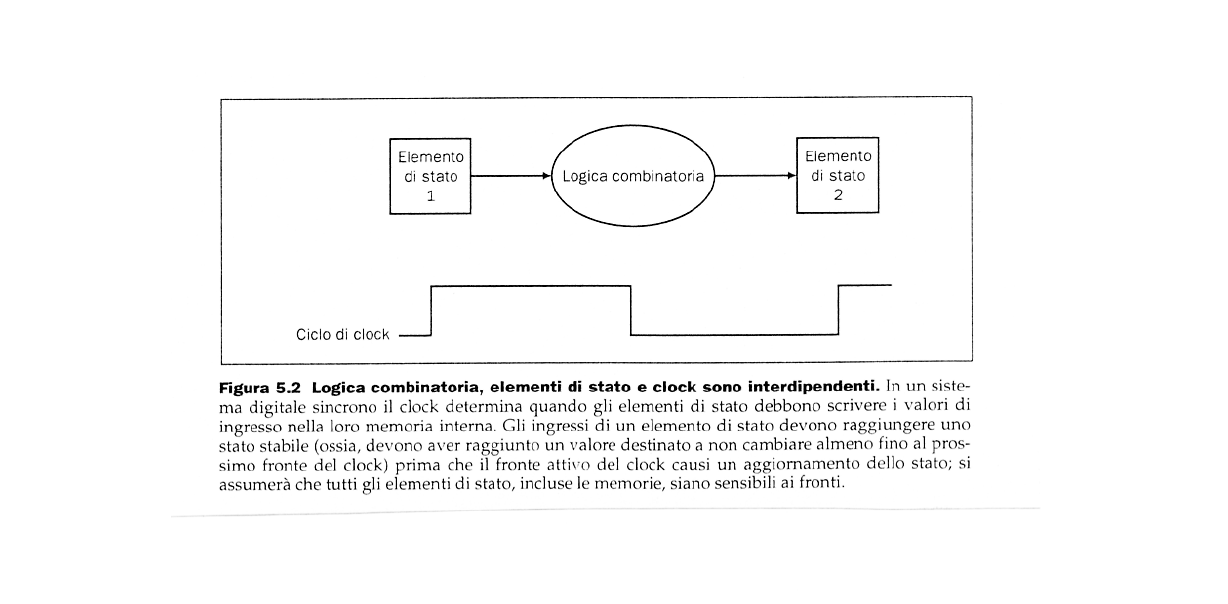 Elemento
di stato
1
Logica combinatoria
Elemento
di stato
2
Ciclo di clock
Figura 5.2 Logica combinatoria, elementi di stato e clock sono interdipendenti. In un siste-
ma digitale sincrono il clock determina quando gli elementi di stato debbono scrivere i valori di
ingresso nella loro memoria interna. Gli ingressi di un elemento di stato devono raggiungere uno
stato stabile (ossia, devono aver raggiunto un valore destinato a non cambiare almeno fino al pros-
simo fronte del clock) prima che il fronte attivo del clock causi un aggiornamento dello stato; si
assumerà che tutti gli elementi di stato, incluse le memorie, siano sensibili ai fronti.